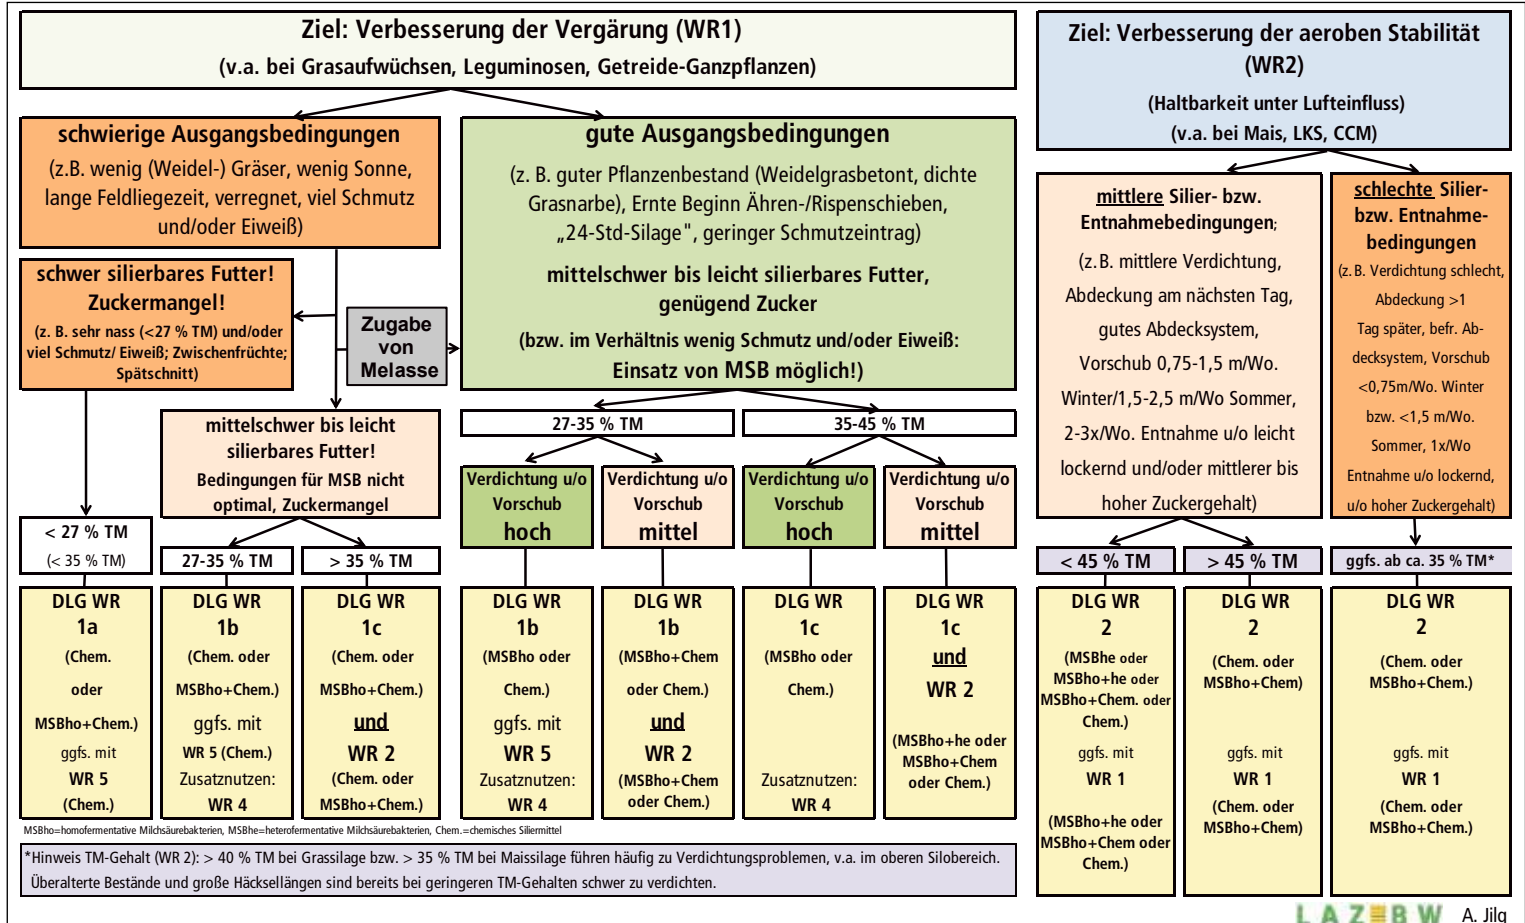 Ziel: Verbesserung der Vergärung (WR1)
(v.a. bei Grasaufwüchsen, Leguminosen, Getreide-Ganzpflanzen)
schwierige Ausgangsbedingungen
(z.B. wenig (Weidel-) Gräser, wenig Sonne,
lange Feldliegezeit, verregnet, viel Schmutz
und/oder Eiweiß)
schwer silierbares Futter!
Zuckermangel!
(z. B. sehr nass (<27 % TM) und/oder
viel Schmutz/ Eiweiß; Zwischenfrüchte;
Spätschnitt)
Zugabe
von
Melasse
mittelschwer bis leicht
silierbares Futter!
Bedingungen für MSB nicht
optimal, Zuckermangel
< 27 % TM
(< 35 % TM)
27-35 % TM
> 35 % TM
DLG WR
1a
(Chem.
oder
MSBho+Chem.)
ggfs. mit
WR 5
(Chem.)
DLG WR
1b
(Chem. oder
MSBho+Chem.)
ggfs. mit
WR 5 (Chem.)
Zusatznutzen:
WR 4
DLG WR
1c
(Chem. oder
MSBho+Chem.)
und
WR 2
(Chem. oder
MSBho+Chem.)
gute Ausgangsbedingungen
(z. B. guter Pflanzenbestand (Weidelgrasbetont, dichte
Grasnarbe), Ernte Beginn Ähren-/Rispenschieben,
„24-Std-Silage", geringer Schmutzeintrag)
mittelschwer bis leicht silierbares Futter,
genügend Zucker
(bzw. im Verhältnis wenig Schmutz und/oder Eiweiß:
Einsatz von MSB möglich!)
27-35 % TM
35-45 % TM
Verdichtung u/o
Vorschub
hoch
Verdichtung u/o
Vorschub
mittel
Verdichtung u/o
Vorschub
hoch
Verdichtung u/o
Vorschub
mittel
DLG WR
1b
(MSBho oder
Chem.)
ggfs. mit
WR 5
Zusatznutzen:
WR 4
DLG WR
1b
(MSBho+Chem
oder Chem.)
und
WR 2
(MSBho+Chem
oder Chem.)
DLG WR
1c
(MSBho oder
Chem.)
Zusatznutzen:
WR 4
DLG WR
1c
und
WR 2
(MSBho+he oder
MSBho+Chem
oder Chem.)
Ziel: Verbesserung der aeroben Stabilität
(WR2)
(Haltbarkeit unter Lufteinfluss)
(v.a. bei Mais, LKS, CCM)
mittlere Silier- bzw.
Entnahmebedingungen;
(z.B. mittlere Verdichtung,
Abdeckung am nächsten Tag,
gutes Abdecksystem,
Vorschub 0,75-1,5 m/Wo.
Winter/1,5-2,5 m/Wo Sommer,
2-3x/Wo. Entnahme u/o leicht
lockernd und/oder mittlerer bis
hoher Zuckergehalt)
schlechte Silier-
bzw. Entnahme-
bedingungen
(z.B. Verdichtung schlecht,
Abdeckung >1
Tag später, befr. Ab-
decksystem, Vorschub
<0,75m/Wo. Winter
bzw. <1,5 m/Wo.
Sommer, 1x/Wo
Entnahme u/o lockernd,
u/o hoher Zuckergehalt)
< 45 % TM
> 45 % TM
ggfs. ab ca. 35 % TM*
DLG WR
2
(MSBhe oder
MSBho+he oder
MSBho+Chem. oder
Chem.)
ggfs. mit
WR 1
(MSBho+he oder
MSBho+Chem oder
Chem.)
DLG WR
2
(Chem. oder
MSBho+Chem)
ggfs. mit
WR 1
(Chem. oder
MSBho+Chem)
DLG WR
2
(Chem. oder
MSBho+Chem.)
ggfs. mit
WR 1
(Chem. oder
MSBho+Chem.)
MSBho=homofermentative Milchsäurebakterien, MSBhe=heterofermentative Milchsäurebakterien, Chem.=chemisches Siliermittel
*Hinweis TM-Gehalt (WR 2): > 40 % TM bei Grassilage bzw. > 35 % TM bei Maissilage führen häufig zu Verdichtungsproblemen, v.a. im oberen Silobereich.
Überalterte Bestände und große Häcksellängen sind bereits bei geringeren TM-Gehalten schwer zu verdichten.
LAZBW A. Jilg